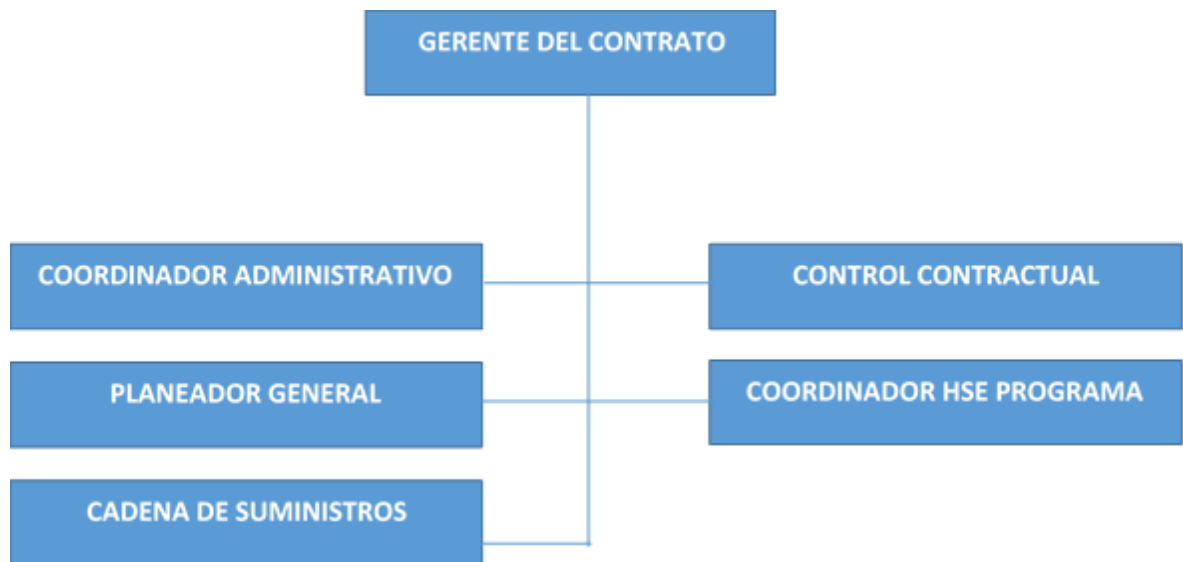 GERENTE DEL CONTRATO
COORDINADOR ADMINISTRATIVO
CONTROL CONTRACTUAL
PLANEADOR GENERAL
COORDINADOR HSE PROGRAMA
CADENA DE SUMINISTROS